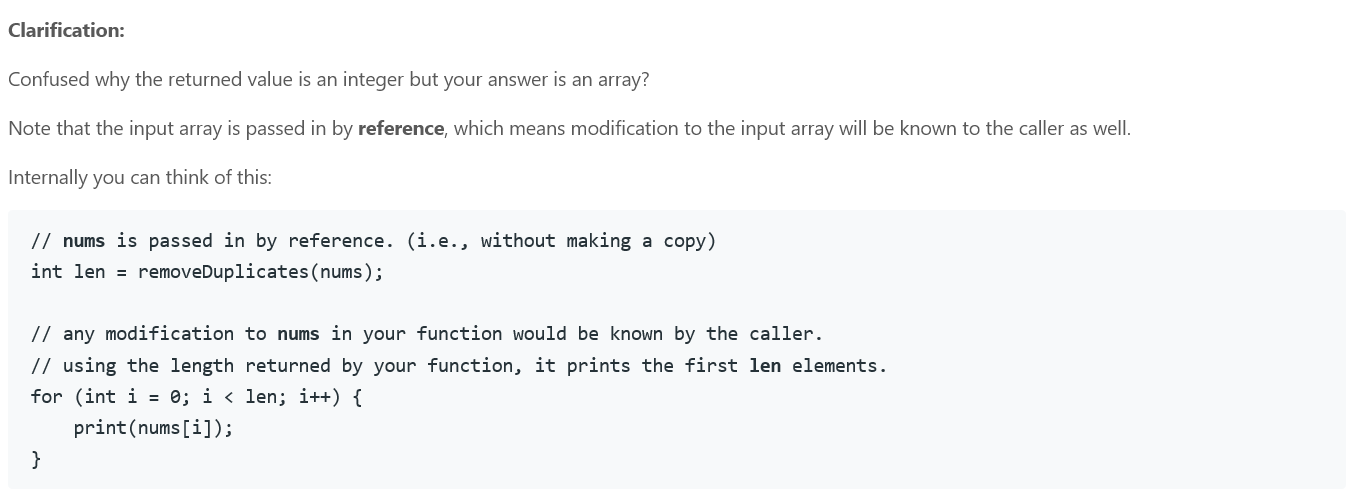 Clarification:
Confused why the returned value is an integer but your answer is an array?
Note that the input array is passed in by reference, which means modification to the input array will be known to the caller as well.
Internally you can think of this:
// nums is passed in by reference. (i.e., without making a copy)
int len = removeDuplicates(nums);
// any modification to nums in your function would be known by the caller.
// using the length returned by your function, it prints the first len elements.
for (int i = 0; i < len; i++) {
    print(nums[i]);
}